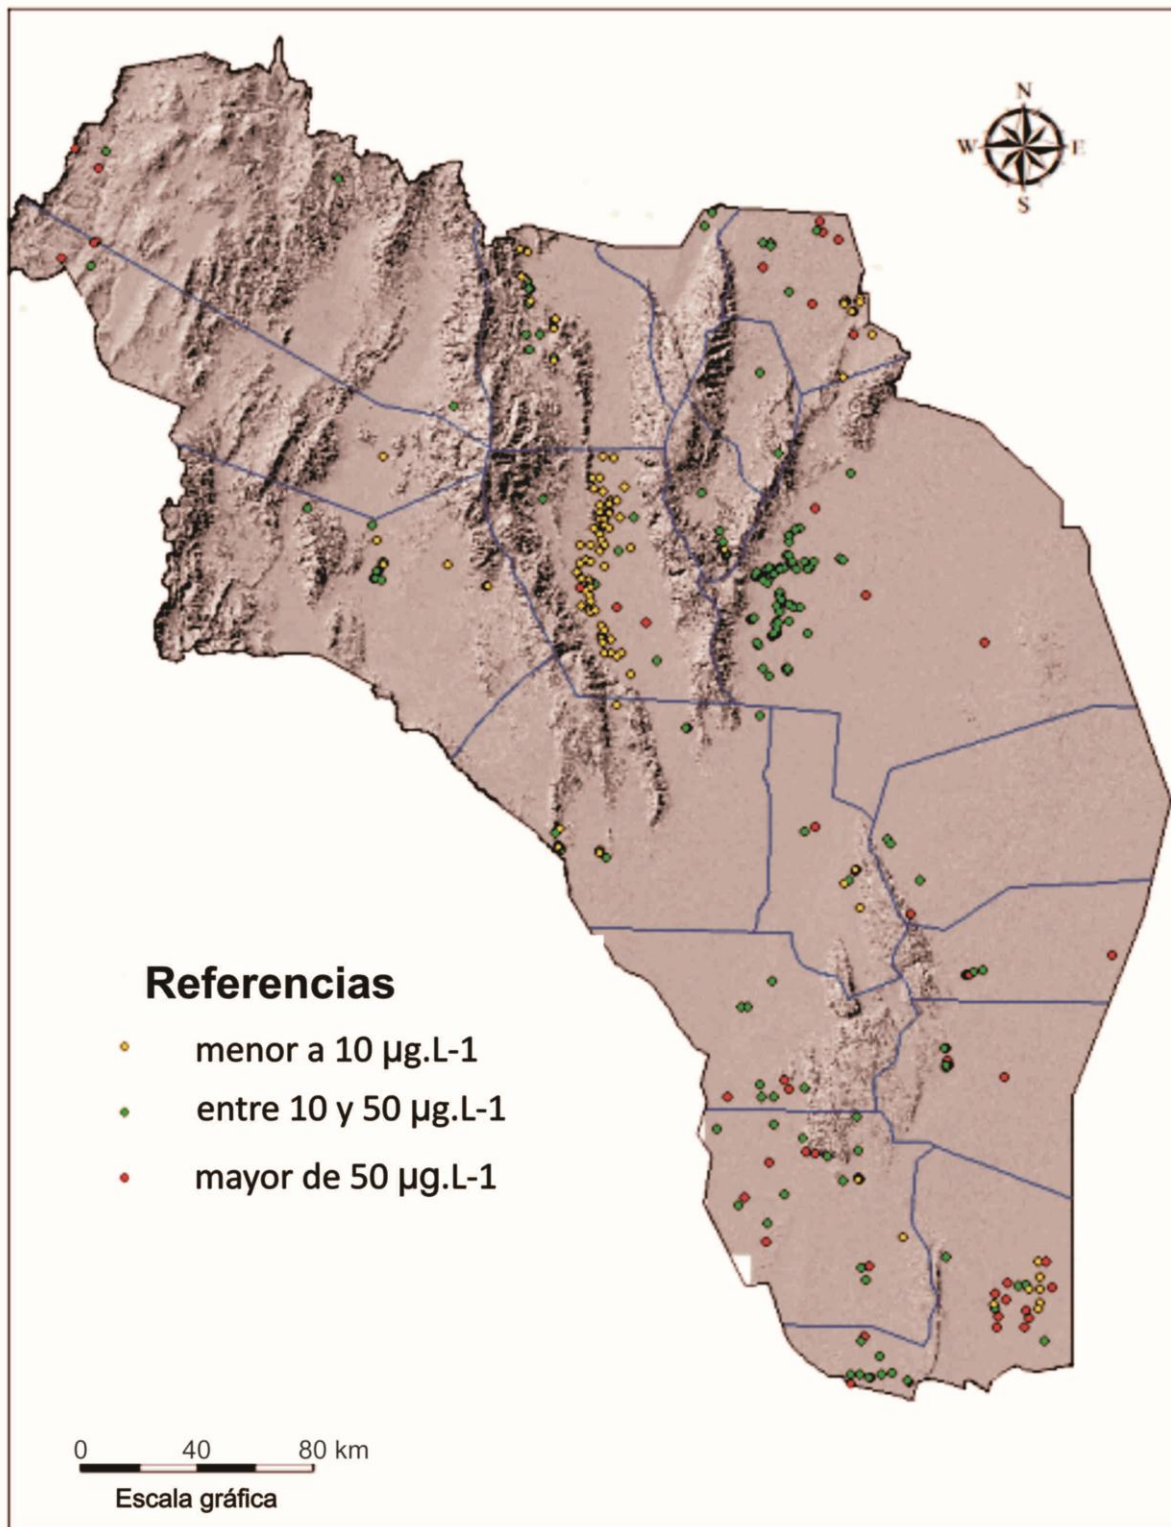 N
W E
S
Referencias
menor a 10 µg.L-1
entre 10 y 50 µg.L-1
mayor de 50 µg.L-1
0 40 80 km
Escala gráfica